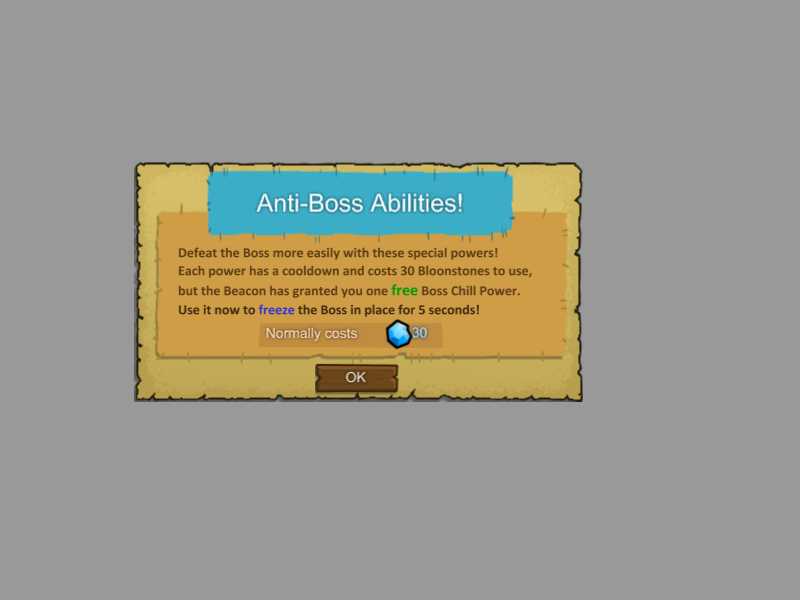 Anti-Boss Abilities!
Defeat the Boss more easily with these special powers!
Each power has a cooldown and costs 30 Bloonstones to use,
but the Beacon has granted you one free Boss Chill Power.
Use it now to freeze the Boss in place for 5 seconds!
Normally costs 30
OK